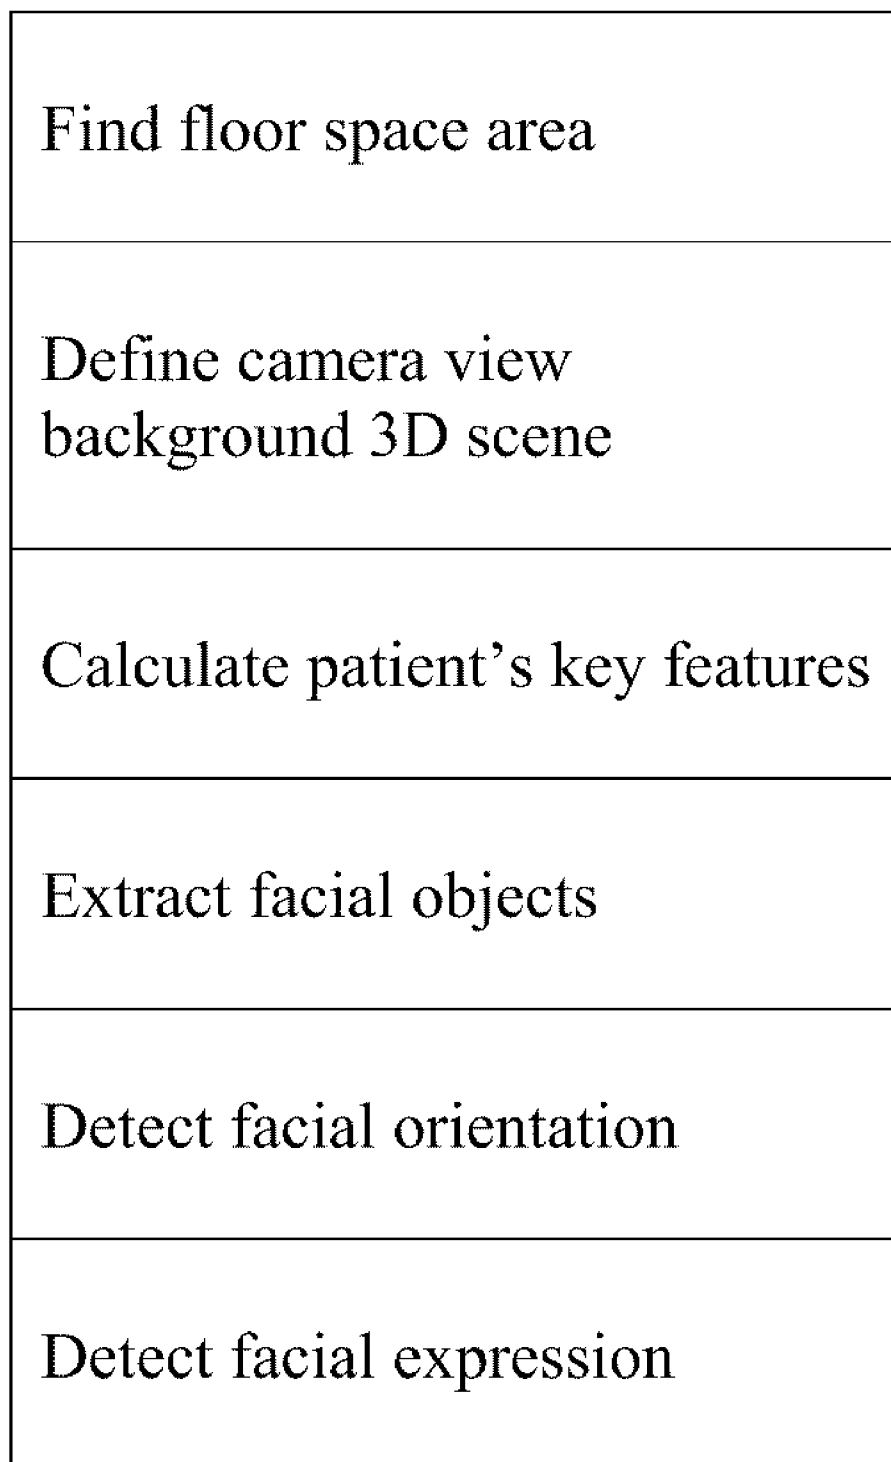 Find floor space area
Define camera view
background 3D scene
Calculate patient’s key features
Extract facial objects
Detect facial orientation
Detect facial expression